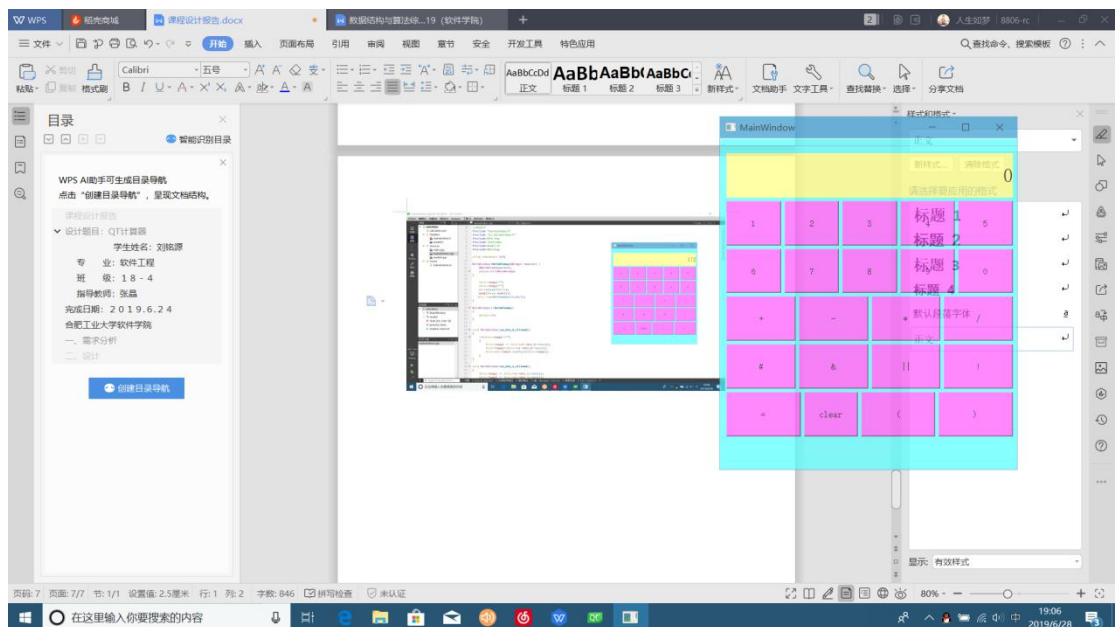 WPS 稻壳商城 课程设计报告.docx 数据结构与算法综...19（软件学院） + 2 人生如梦 8806-rc
文件 开始 插入 页面布局 引用 审阅 视图 章节 安全 开发工具 特色应用 查找命令、搜索模板
粘贴 剪切 复制 格式刷 Calibri 五号 AaBbCcDd 正文 AaBb 标题 1 AaBb( 标题 2 AaBbC 标题 3 新样式 文档助手 文字工具 查找替换 选择 分享文档
目录
智能识别目录
WPS AI助手可生成目录导航
点击“创建目录导航”，呈现文档结构。
课程设计报告
设计题目：QT计算器
学生姓名：刘铭源
专 业：软件工程
班 级：18-4
指导教师：张晶
完成日期：2019.6.24
合肥工业大学软件学院
一、需求分析
二、设计
创建目录导航
MainWindow
0
1 2 3 4 5
6 7 8 9 0
+ - * /
# & || !
= clear ( )
样式和格式
正文
新样式... 清除格式
请选择要应用的格式
标题 1
标题 2
标题 3
标题 4
默认段落字体 a
正文
显示: 有效样式
页码: 7 页面: 7/7 节: 1/1 设置值: 2.5厘米 行: 1 列: 2 字数: 846 拼写检查 未认证 80%
在这里输入你要搜索的内容 中 19:06
2019/6/28